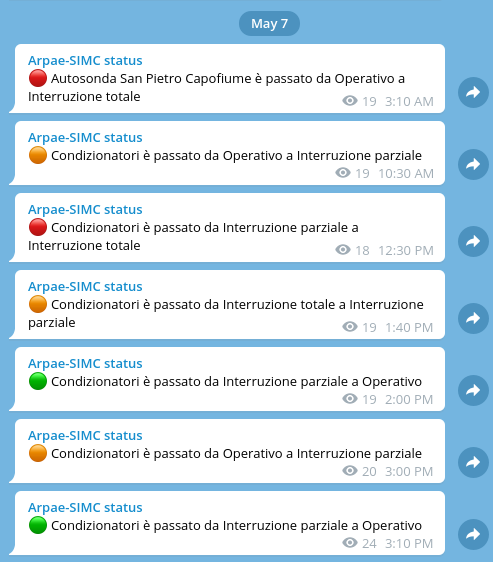 May 7
Arpae-SIMC status
🔴 Autosonda San Pietro Capofiume è passato da Operativo a
Interruzione totale
19 3:10 AM
Arpae-SIMC status
🟠 Condizionatori è passato da Operativo a Interruzione parziale
19 10:30 AM
Arpae-SIMC status
🔴 Condizionatori è passato da Interruzione parziale a
Interruzione totale
18 12:30 PM
Arpae-SIMC status
🟠 Condizionatori è passato da Interruzione totale a Interruzione
parziale
19 1:40 PM
Arpae-SIMC status
🟢 Condizionatori è passato da Interruzione parziale a Operativo
19 2:00 PM
Arpae-SIMC status
🟠 Condizionatori è passato da Operativo a Interruzione parziale
20 3:00 PM
Arpae-SIMC status
🟢 Condizionatori è passato da Interruzione parziale a Operativo
24 3:10 PM